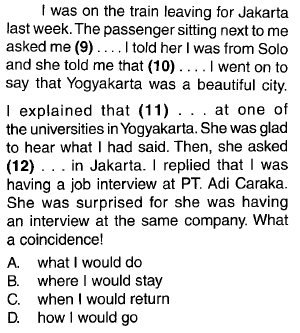 I was on the train leaving for Jakarta
last week. The passenger sitting next to me
asked me (9) . . . . I told her I was from Solo
and she told me that (10) . . . . I went on to
say that Yogyakarta was a beautiful city.
I explained that (11) . . . at one of
the universities in Yogyakarta. She was glad
to hear what I had said. Then, she asked
(12) . . . in Jakarta. I replied that I was
having a job interview at PT. Adi Caraka.
She was surprised for she was having
an interview at the same company. What
a coincidence!
A. what I would do
B. where I would stay
C. when I would return
D. how I would go